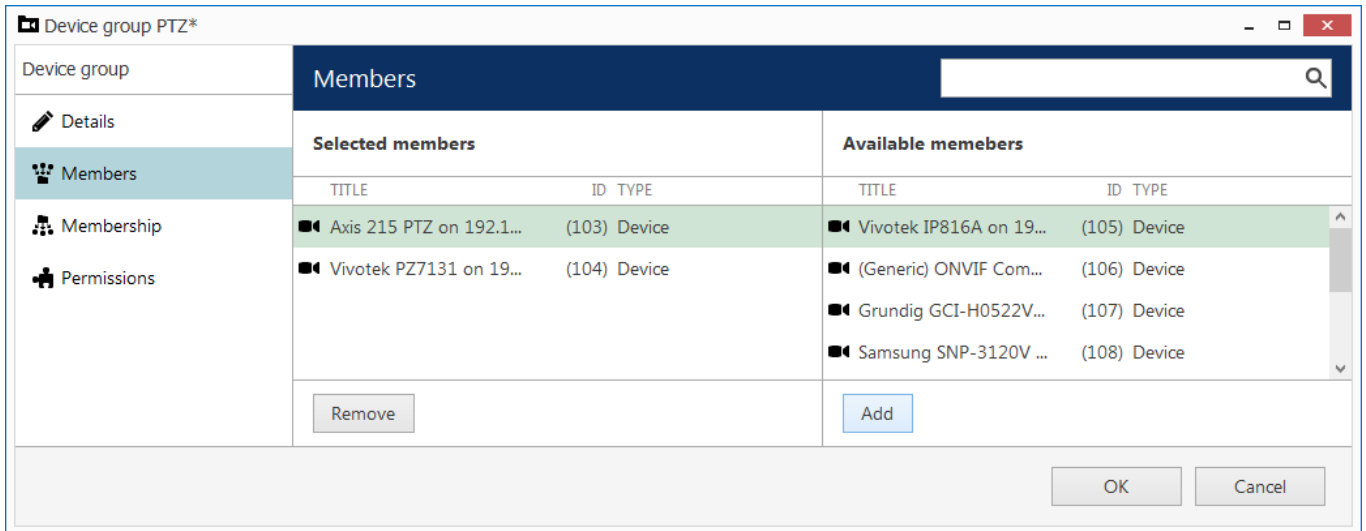 Device group PTZ*
Device group
Details
Members
Membership
Permissions
Members
Selected members
TITLE ID TYPE
Axis 215 PTZ on 192.1... (103) Device
Vivotek PZ7131 on 19... (104) Device
Remove
Available memebers
TITLE ID TYPE
Vivotek IP816A on 19... (105) Device
(Generic) ONVIF Com... (106) Device
Grundig GCI-H0522V... (107) Device
Samsung SNP-3120V ... (108) Device
Add
OK Cancel